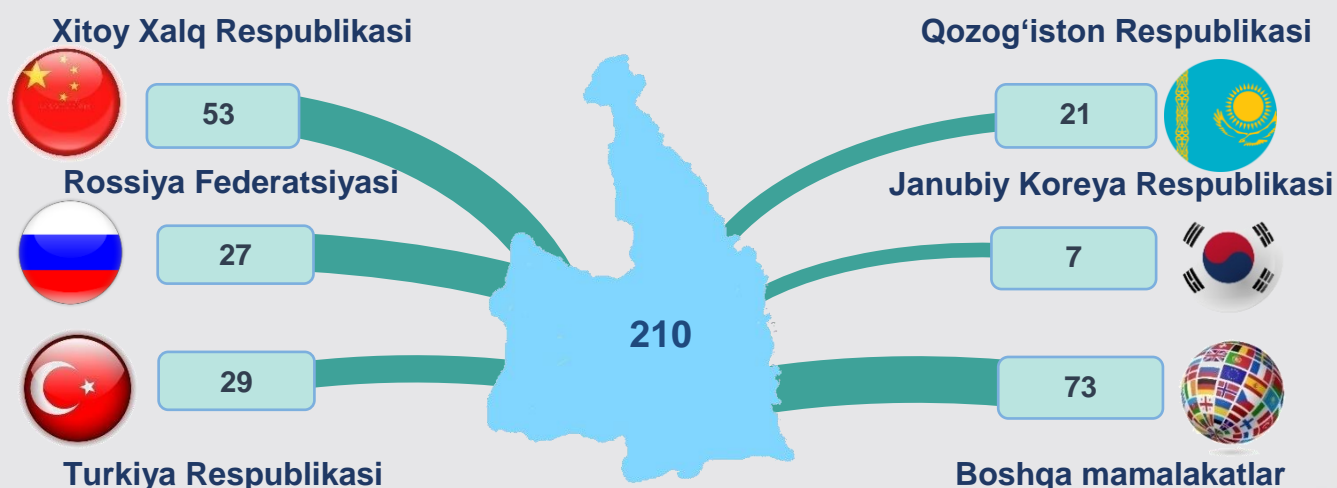 Xitoy Xalq Respublikasi
53
Rossiya Federatsiyasi
27
29
Turkiya Respublikasi
210
Qozog‘iston Respublikasi
21
Janubiy Koreya Respublikasi
7
73
Boshqa mamalakatlar